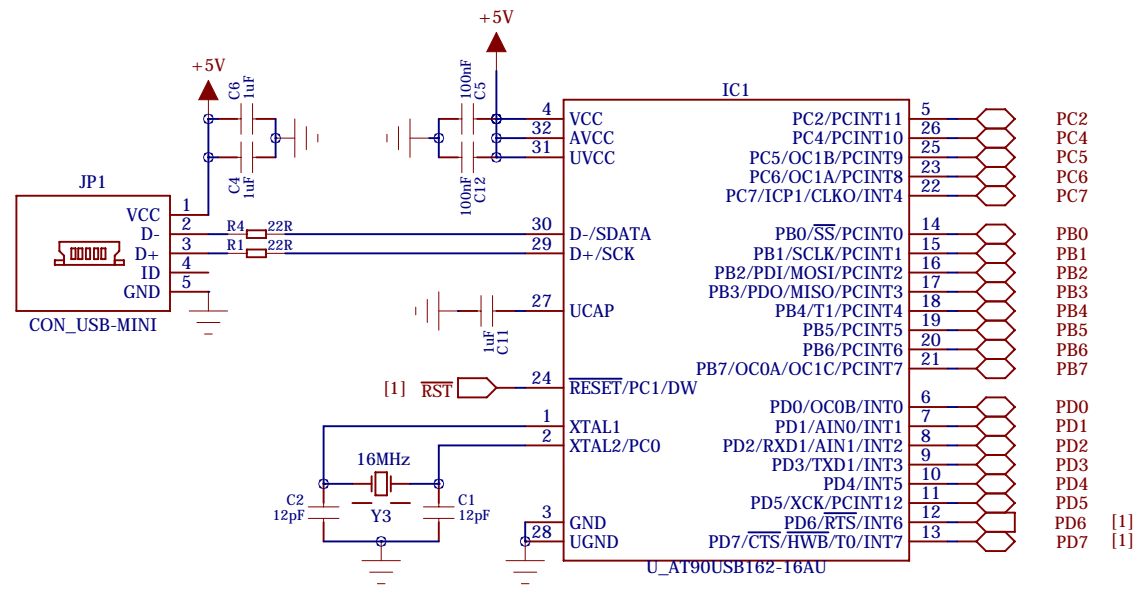 +5V
+5V
C6
1uF
C4
1uF
100nF
C5
100nF
C12
JP1
VCC 1
D- 2
D+ 3
ID 4
GND 5
CON_USB-MINI
R4 22R
R1 22R
1uF
C11
[1] RST
16MHz
Y3
C2
12pF
C1
12pF
IC1
4 VCC
32 AVCC
31 UVCC
30 D-/SDATA
29 D+/SCK
27 UCAP
24 RESET/PC1/DW
1 XTAL1
2 XTAL2/PC0
3 GND
28 UGND
PC2/PCINT11 5 PC2
PC4/PCINT10 26 PC4
PC5/OC1B/PCINT9 25 PC5
PC6/OC1A/PCINT8 23 PC6
PC7/ICP1/CLKO/INT4 22 PC7
PB0/SS/PCINT0 14 PB0
PB1/SCLK/PCINT1 15 PB1
PB2/PDI/MOSI/PCINT2 16 PB2
PB3/PDO/MISO/PCINT3 17 PB3
PB4/T1/PCINT4 18 PB4
PB5/PCINT5 19 PB5
PB6/PCINT6 20 PB6
PB7/OC0A/OC1C/PCINT7 21 PB7
PD0/OC0B/INT0 6 PD0
PD1/AIN0/INT1 7 PD1
PD2/RXD1/AIN1/INT2 8 PD2
PD3/TXD1/INT3 9 PD3
PD4/INT5 10 PD4
PD5/XCK/PCINT12 11 PD5
PD6/RTS/INT6 12 PD6 [1]
PD7/CTS/HWB/T0/INT7 13 PD7 [1]
U_AT90USB162-16AU